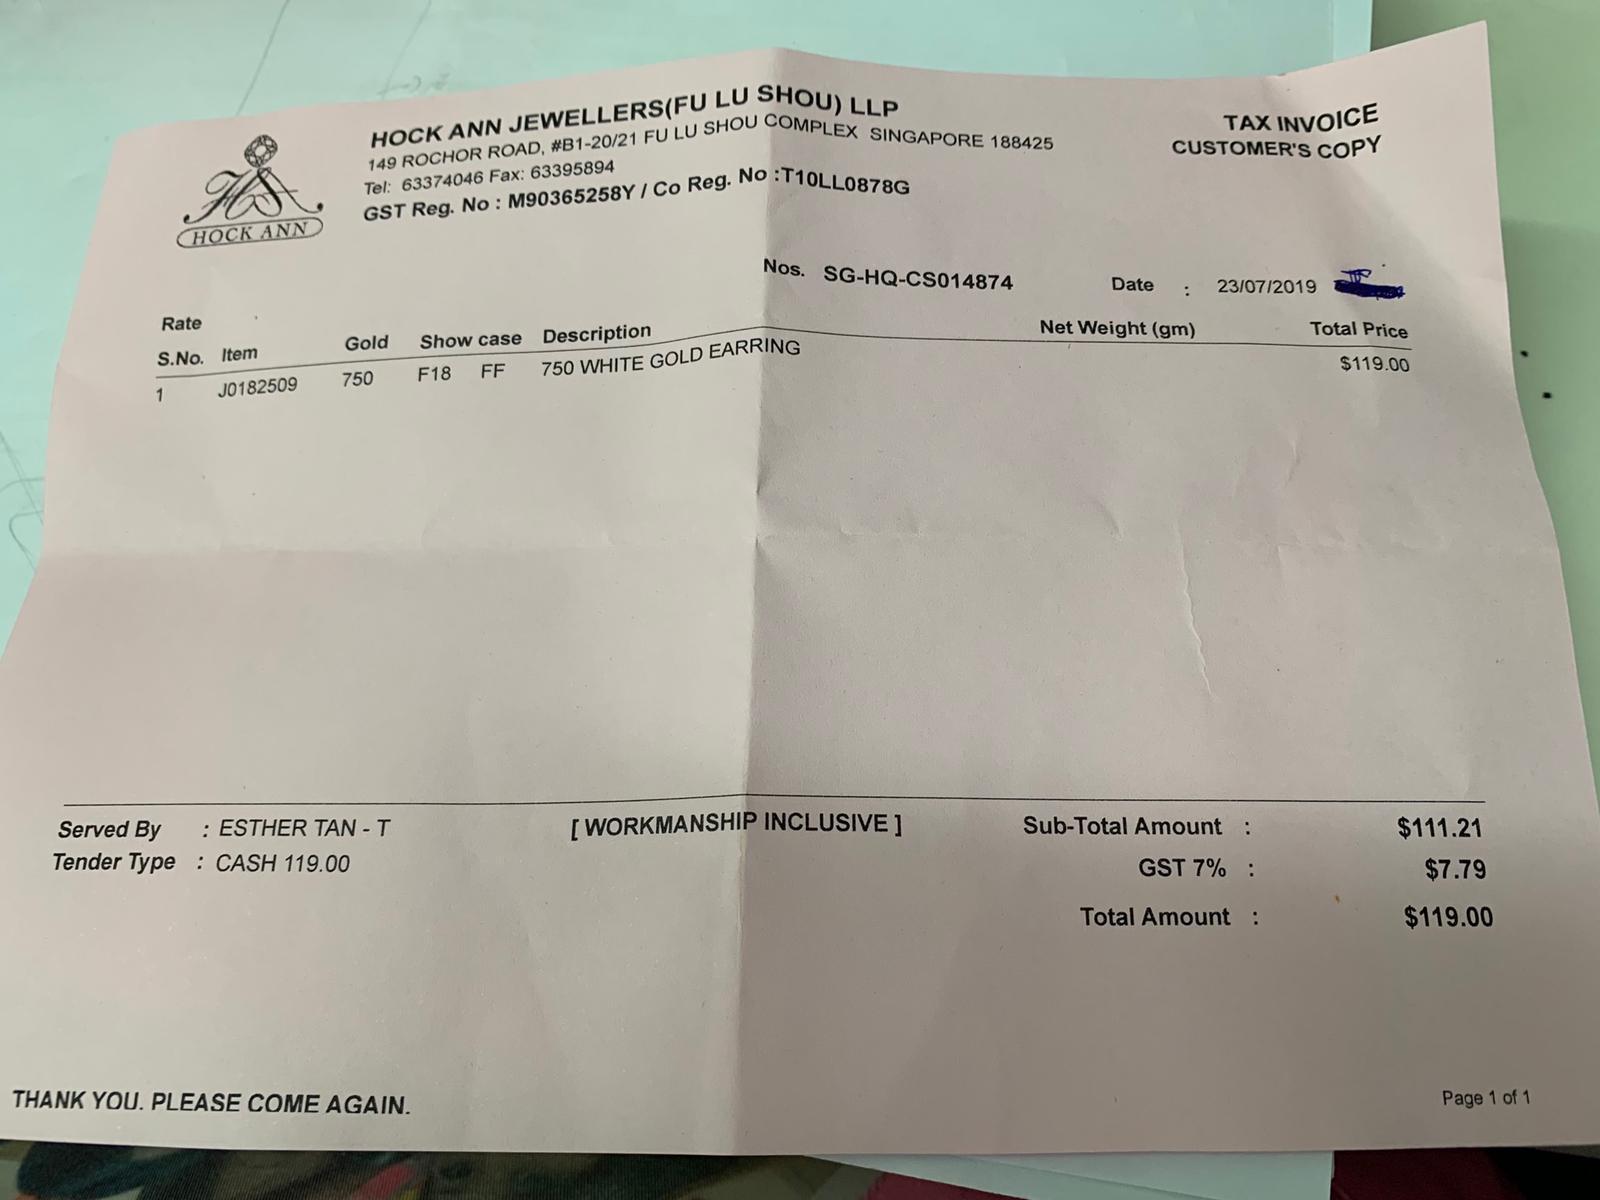 HOCK ANN JEWELLERS(FU LU SHOU) LLP
149 ROCHOR ROAD, #B1-20/21 FU LU SHOU COMPLEX SINGAPORE 188425
Tel: 63374046 Fax: 63395894
GST Reg. No : M90365258Y / Co Reg. No :T10LL0878G
HOCK ANN
TAX INVOICE
CUSTOMER'S COPY
Nos. SG-HQ-CS014874 Date : 23/07/2019
Rate
S.No. Item Gold Show case Description Net Weight (gm) Total Price
1 J0182509 750 F18 FF 750 WHITE GOLD EARRING $119.00
Served By : ESTHER TAN - T [ WORKMANSHIP INCLUSIVE ] Sub-Total Amount : $111.21
Tender Type : CASH 119.00 GST 7% : $7.79
Total Amount : $119.00
THANK YOU. PLEASE COME AGAIN. Page 1 of 1